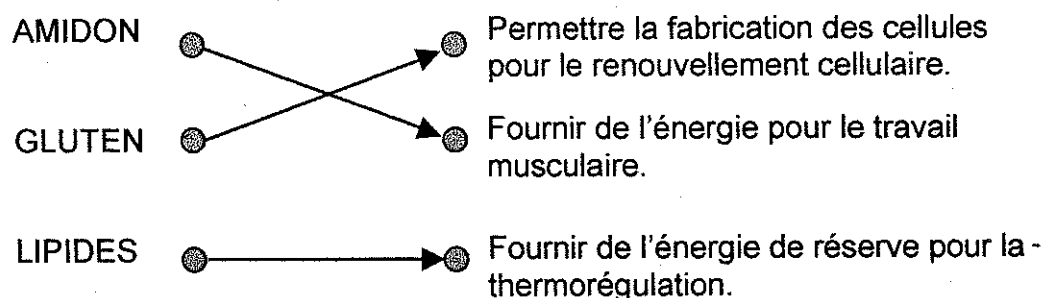 AMIDON
Permettre la fabrication des cellules
pour le renouvellement cellulaire.
GLUTEN
Fournir de l'énergie pour le travail
musculaire.
LIPIDES
Fournir de l'énergie de réserve pour la -
thermorégulation.